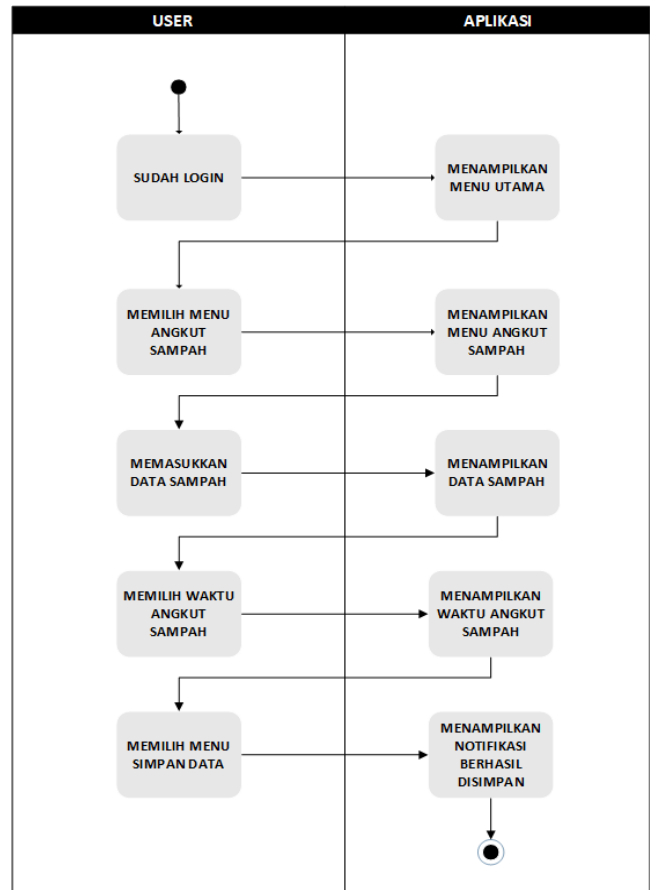 USER
APLIKASI
SUDAH LOGIN
MENAMPILKAN
MENU UTAMA
MEMILIH MENU
ANGKUT
SAMPAH
MENAMPILKAN
MENU ANGKUT
SAMPAH
MEMASUKKAN
DATA SAMPAH
MENAMPILKAN
DATA SAMPAH
MEMILIH WAKTU
ANGKUT
SAMPAH
MENAMPILKAN
WAKTU ANGKUT
SAMPAH
MEMILIH MENU
SIMPAN DATA
MENAMPILKAN
NOTIFIKASI
BERHASIL
DISIMPAN